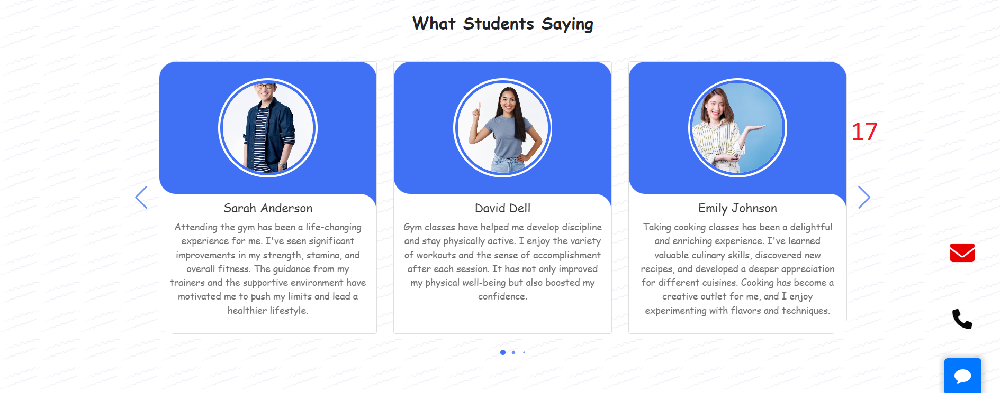 What Students Saying
17
Sarah Anderson
Attending the gym has been a life-changing
experience for me. I've seen significant
improvements in my strength, stamina, and
overall fitness. The guidance from my
trainers and the supportive environment have
motivated me to push my limits and lead a
healthier lifestyle.
David Dell
Gym classes have helped me develop discipline
and stay physically active. I enjoy the variety
of workouts and the sense of accomplishment
after each session. It has not only improved
my physical well-being but also boosted my
confidence.
Emily Johnson
Taking cooking classes has been a delightful
and enriching experience. I've learned
valuable culinary skills, discovered new
recipes, and developed a deeper appreciation
for different cuisines. Cooking has become a
creative outlet for me, and I enjoy
experimenting with flavors and techniques.